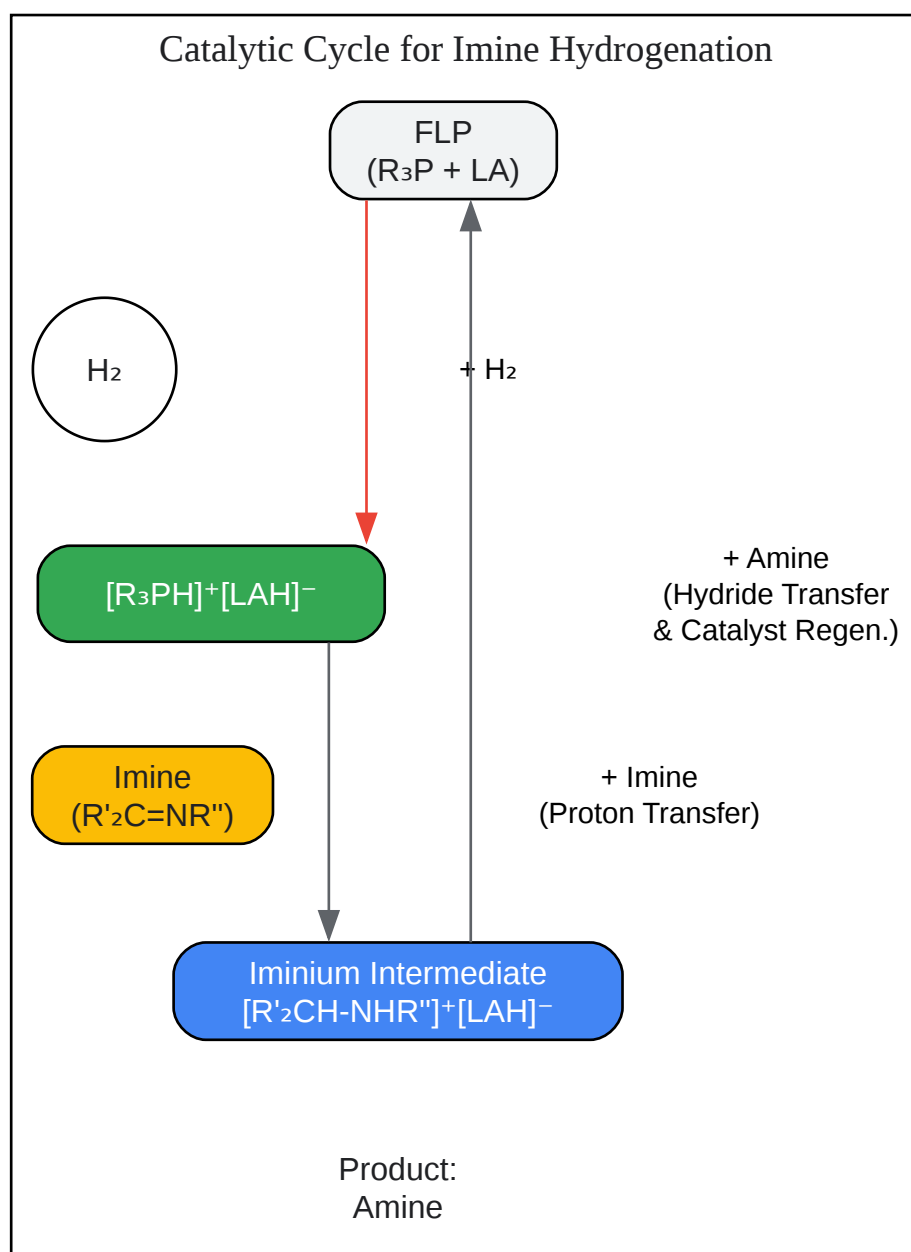 Catalytic Cycle for Imine Hydrogenation
FLP
(R₃P + LA)
H₂
+ H₂
[R₃PH]⁺[LAH]⁻
+ Amine
(Hydride Transfer
& Catalyst Regen.)
Imine
(R'₂C=NR")
+ Imine
(Proton Transfer)
Iminium Intermediate
[R'₂CH-NHR"]⁺[LAH]⁻
Product:
Amine